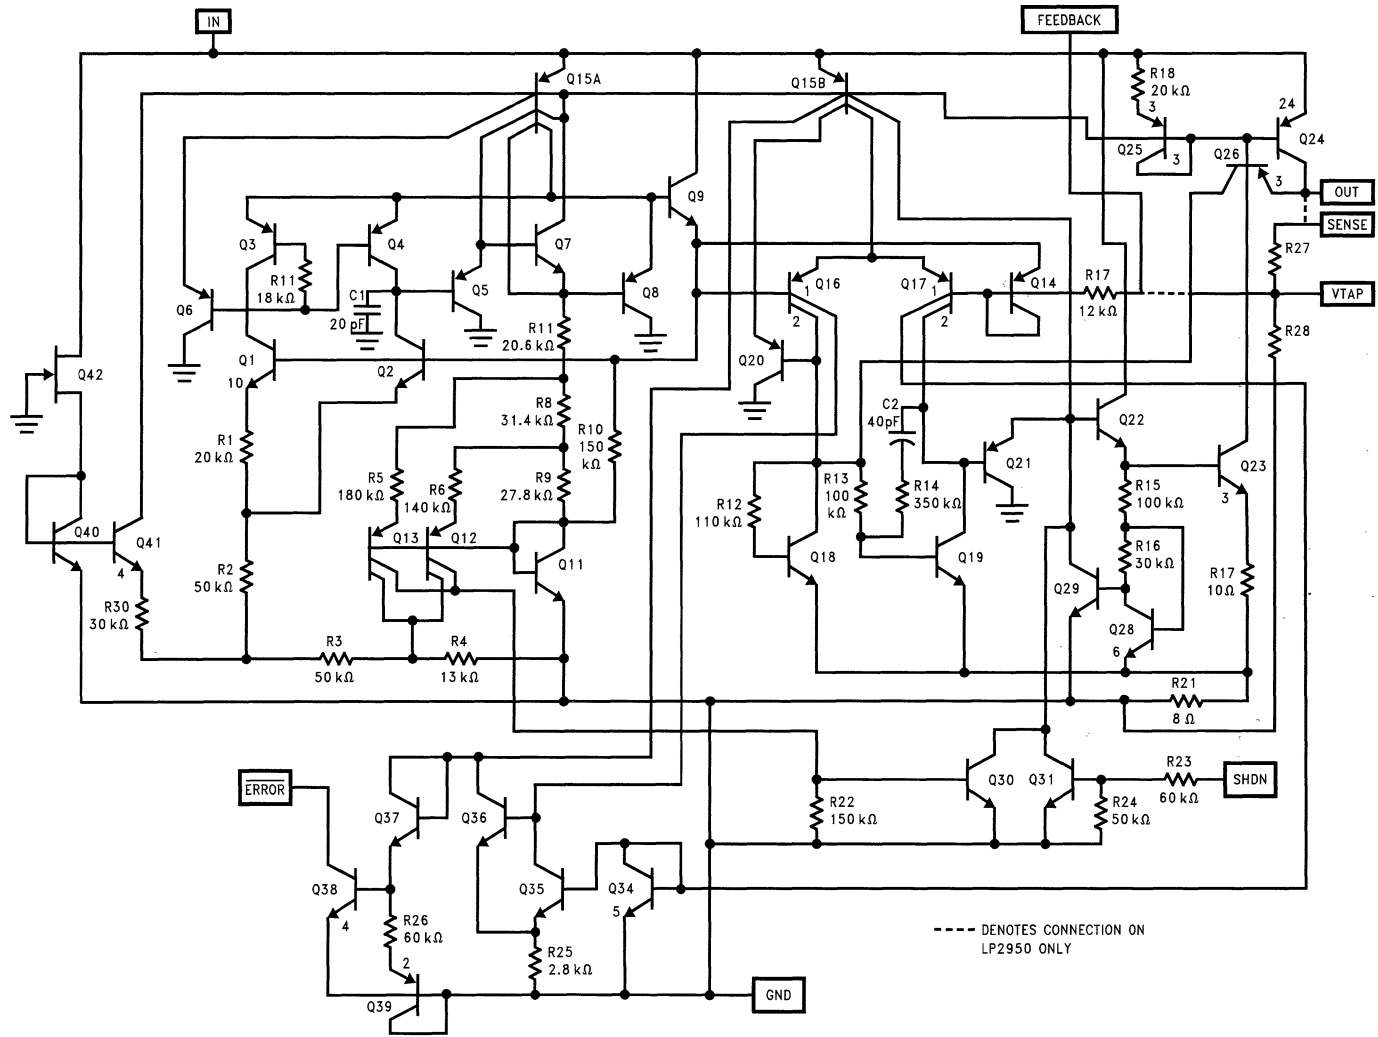 IN
FEEDBACK
Q15A
Q15B
R18
20 kΩ
3
24
Q25
3
Q24
Q26
3
OUT
Q9
SENSE
Q3
Q4
Q7
R11
18 kΩ
R27
Q6
C1
20 pF
Q5
Q8
Q16
1
2
Q17
1
2
Q14
R17
12 kΩ
VTAP
R11
20.6 kΩ
R28
Q1
10
Q2
Q20
Q42
R8
31.4 kΩ
R10
150
kΩ
C2
40pF
Q22
R1
20 kΩ
R5
180 kΩ
R6
140 kΩ
R9
27.8 kΩ
R12
110 kΩ
R13
100
kΩ
R14
350 kΩ
Q21
Q23
3
R15
100 kΩ
Q40
Q41
4
Q13
Q12
Q11
Q18
Q19
R16
30 kΩ
R2
50 kΩ
R17
10Ω
Q29
R30
30 kΩ
Q28
6
R3
50 kΩ
R4
13 kΩ
R21
8 Ω
ERROR
Q30
Q31
R23
60 kΩ
SHDN
R22
150 kΩ
R24
50 kΩ
Q37
Q36
Q38
4
Q35
Q34
5
R26
60 kΩ
R25
2.8 kΩ
DENOTES CONNECTION ON
LP2950 ONLY
2
Q39
GND